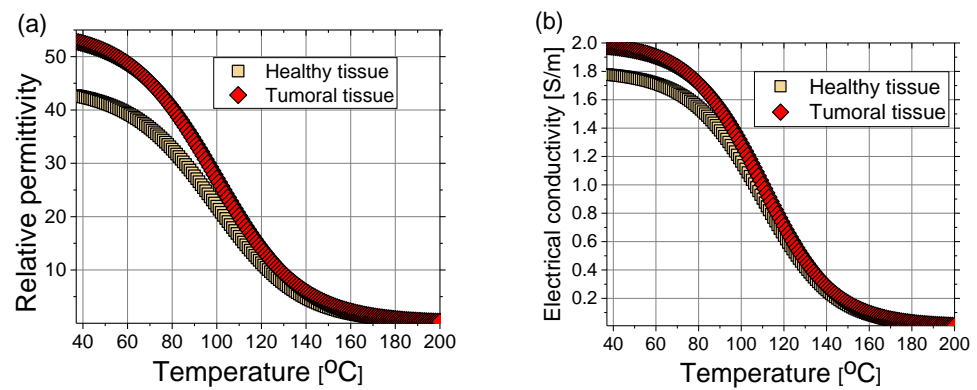 (a)
Relative permittivity
50
40
30
20
10
Healthy tissue
Tumoral tissue
40 60 80 100 120 140 160 180 200
Temperature [°C]
(b)
Electrical conductivity [S/m]
2.0
1.8
1.6
1.4
1.2
1.0
0.8
0.6
0.4
0.2
Healthy tissue
Tumoral tissue
40 60 80 100 120 140 160 180 200
Temperature [°C]